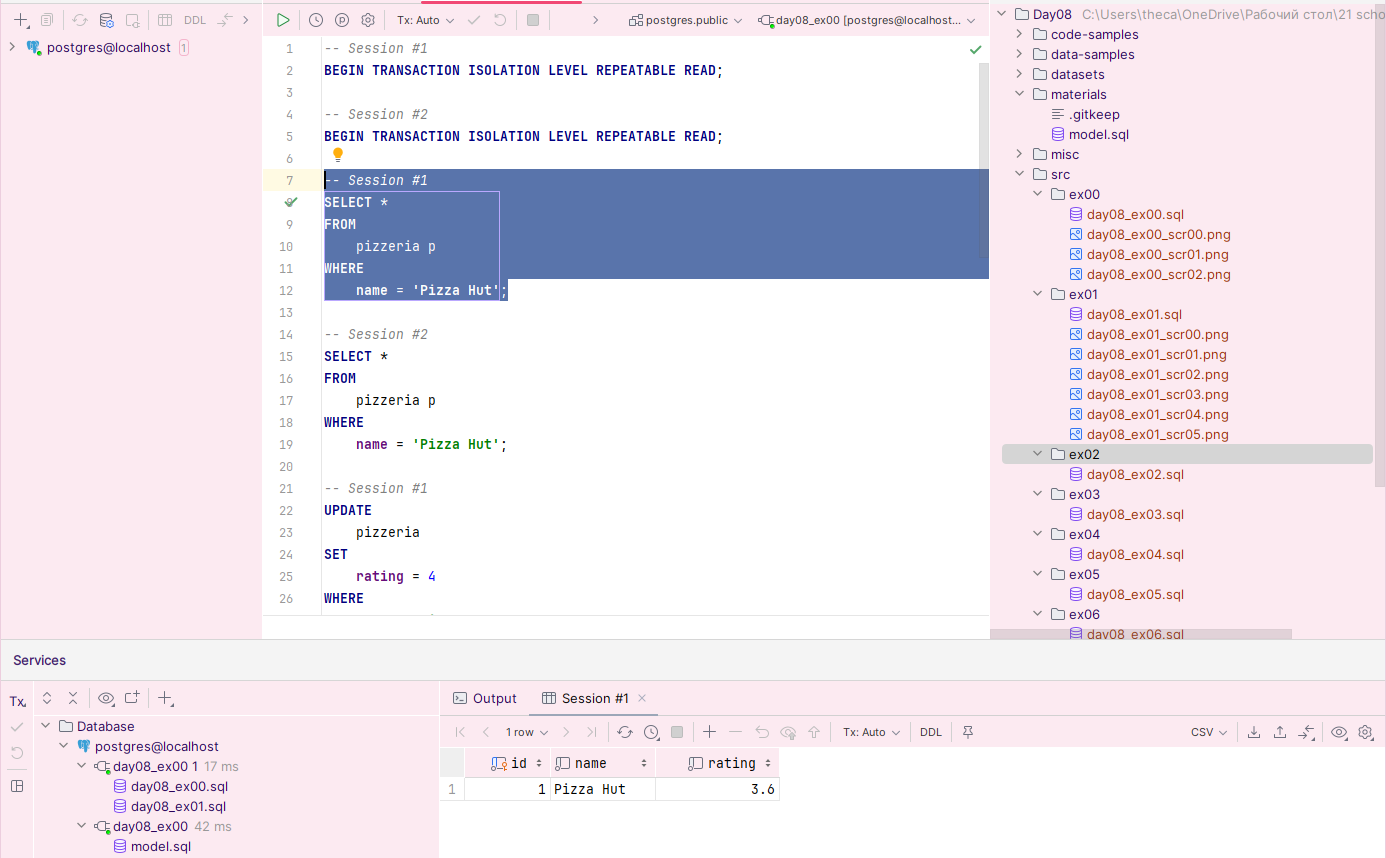 DDL
Tx: Auto
postgres.public
day08_ex00 [postgres@localhost...
postgres@localhost 1
1 -- Session #1
2 BEGIN TRANSACTION ISOLATION LEVEL REPEATABLE READ;
3
4 -- Session #2
5 BEGIN TRANSACTION ISOLATION LEVEL REPEATABLE READ;
6
7 -- Session #1
8 SELECT *
9 FROM
10 pizzeria p
11 WHERE
12 name = 'Pizza Hut';
13
14 -- Session #2
15 SELECT *
16 FROM
17 pizzeria p
18 WHERE
19 name = 'Pizza Hut';
20
21 -- Session #1
22 UPDATE
23 pizzeria
24 SET
25 rating = 4
26 WHERE
Day08 C:\Users\theca\OneDrive\Рабочий стол\21 scho
code-samples
data-samples
datasets
materials
.gitkeep
model.sql
misc
src
ex00
day08_ex00.sql
day08_ex00_scr00.png
day08_ex00_scr01.png
day08_ex00_scr02.png
ex01
day08_ex01.sql
day08_ex01_scr00.png
day08_ex01_scr01.png
day08_ex01_scr02.png
day08_ex01_scr03.png
day08_ex01_scr04.png
day08_ex01_scr05.png
ex02
day08_ex02.sql
ex03
day08_ex03.sql
ex04
day08_ex04.sql
ex05
day08_ex05.sql
ex06
day08_ex06.sql
Services
Tx
Database
postgres@localhost
day08_ex00 1 17 ms
day08_ex00.sql
day08_ex01.sql
day08_ex00 42 ms
model.sql
Output
Session #1
1 row
Tx: Auto
DDL
CSV
id name rating
1 1 Pizza Hut 3.6